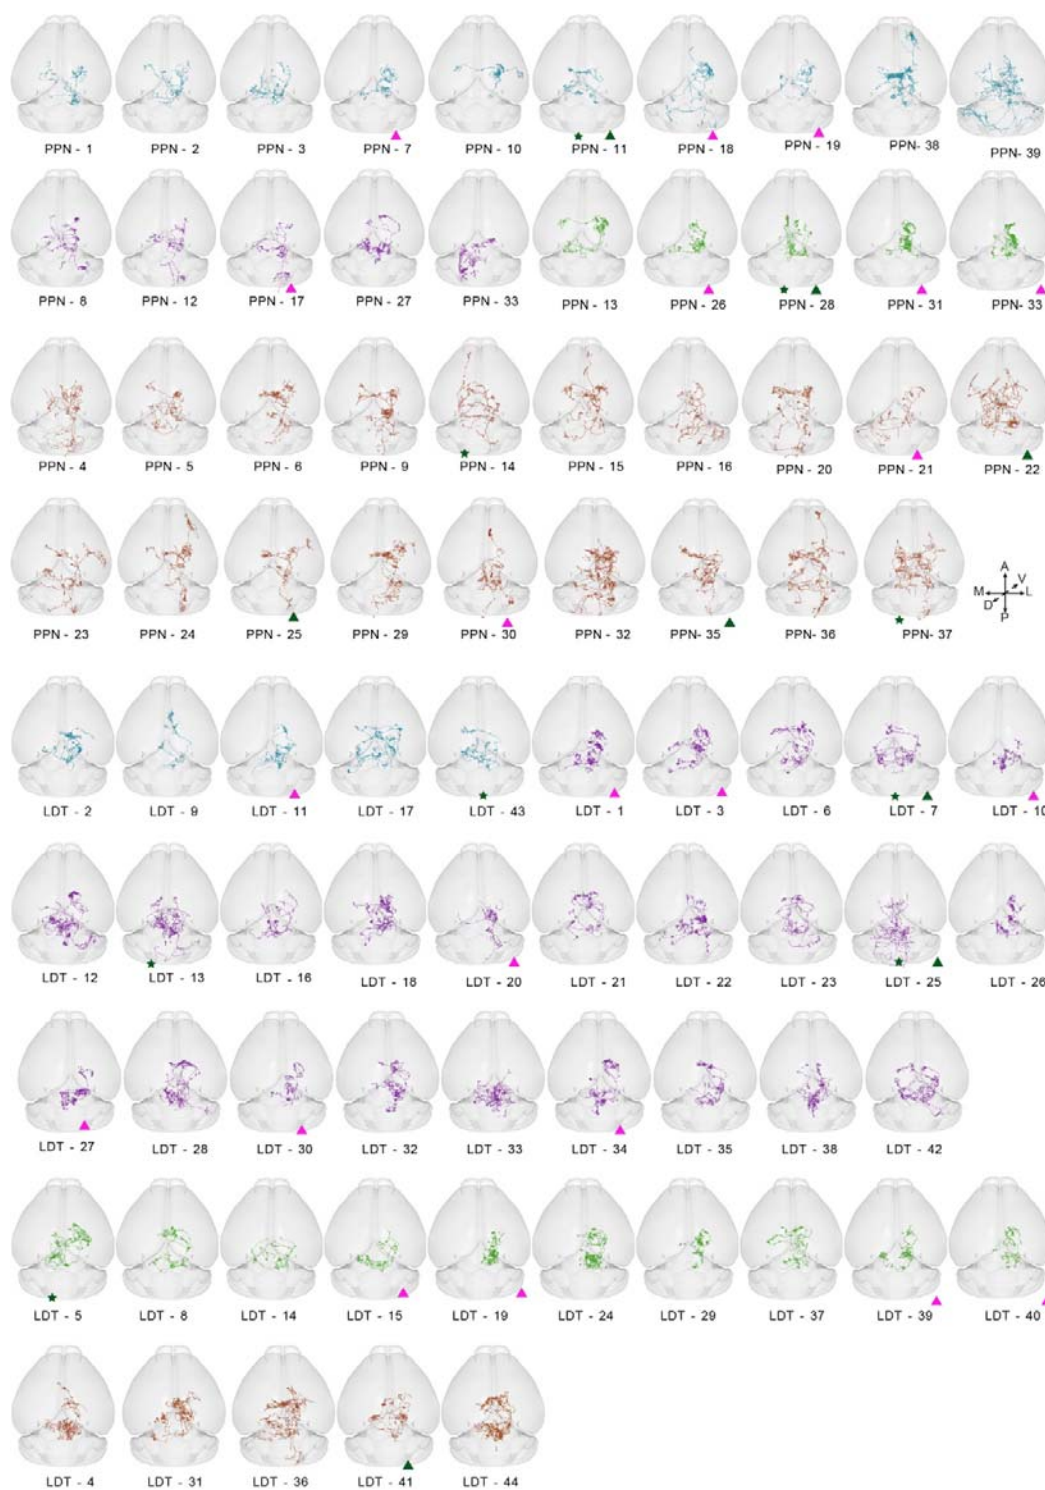 PPN - 1 PPN - 2 PPN - 3 PPN - 7 PPN - 10 PPN - 11 PPN - 18 PPN - 19 PPN- 38 PPN- 39
PPN - 8 PPN - 12 PPN - 17 PPN - 27 PPN - 33 PPN - 13 PPN - 26 PPN - 28 PPN - 31 PPN - 33
PPN - 4 PPN - 5 PPN - 6 PPN - 9 PPN - 14 PPN - 15 PPN - 16 PPN - 20 PPN - 21 PPN - 22
A
V
M L
D
P
PPN - 23 PPN - 24 PPN - 25 PPN - 29 PPN - 30 PPN - 32 PPN- 35 PPN- 36 PPN- 37
LDT - 2 LDT - 9 LDT - 11 LDT - 17 LDT - 43 LDT - 1 LDT - 3 LDT - 6 LDT - 7 LDT - 10
LDT - 12 LDT - 13 LDT - 16 LDT - 18 LDT - 20 LDT - 21 LDT - 22 LDT - 23 LDT - 25 LDT - 26
LDT - 27 LDT - 28 LDT - 30 LDT - 32 LDT - 33 LDT - 34 LDT - 35 LDT - 38 LDT - 42
LDT - 5 LDT - 8 LDT - 14 LDT - 15 LDT - 19 LDT - 24 LDT - 29 LDT - 37 LDT - 39 LDT - 40
LDT - 4 LDT - 31 LDT - 36 LDT - 41 LDT - 44